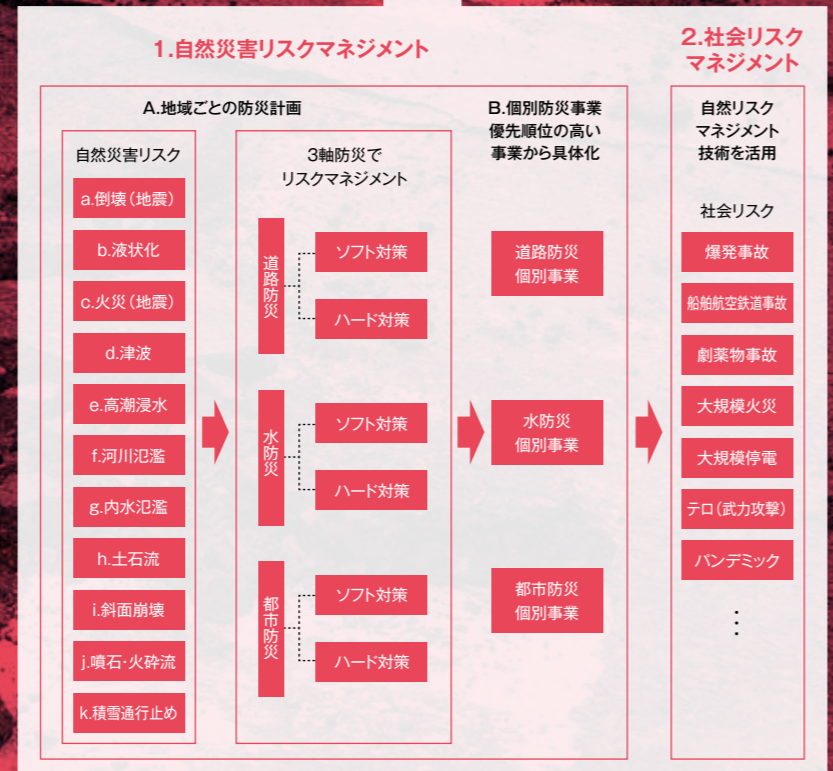 1.自然災害リスクマネジメント
A.地域ごとの防災計画
自然災害リスク
a.倒壊（地震）
b.液状化
c.火災（地震）
d.津波
e.高潮浸水
f.河川氾濫
g.内水氾濫
h.土石流
i.斜面崩壊
j.噴石・火砕流
k.積雪通行止め
3軸防災で
リスクマネジメント
道路防災
ソフト対策
ハード対策
水防災
ソフト対策
ハード対策
都市防災
ソフト対策
ハード対策
B.個別防災事業
優先順位の高い
事業から具体化
道路防災
個別事業
水防災
個別事業
都市防災
個別事業
2.社会リスク
マネジメント
自然リスク
マネジメント
技術を活用
社会リスク
爆発事故
船舶航空鉄道事故
劇薬物事故
大規模火災
大規模停電
テロ（武力攻撃）
パンデミック
⋮